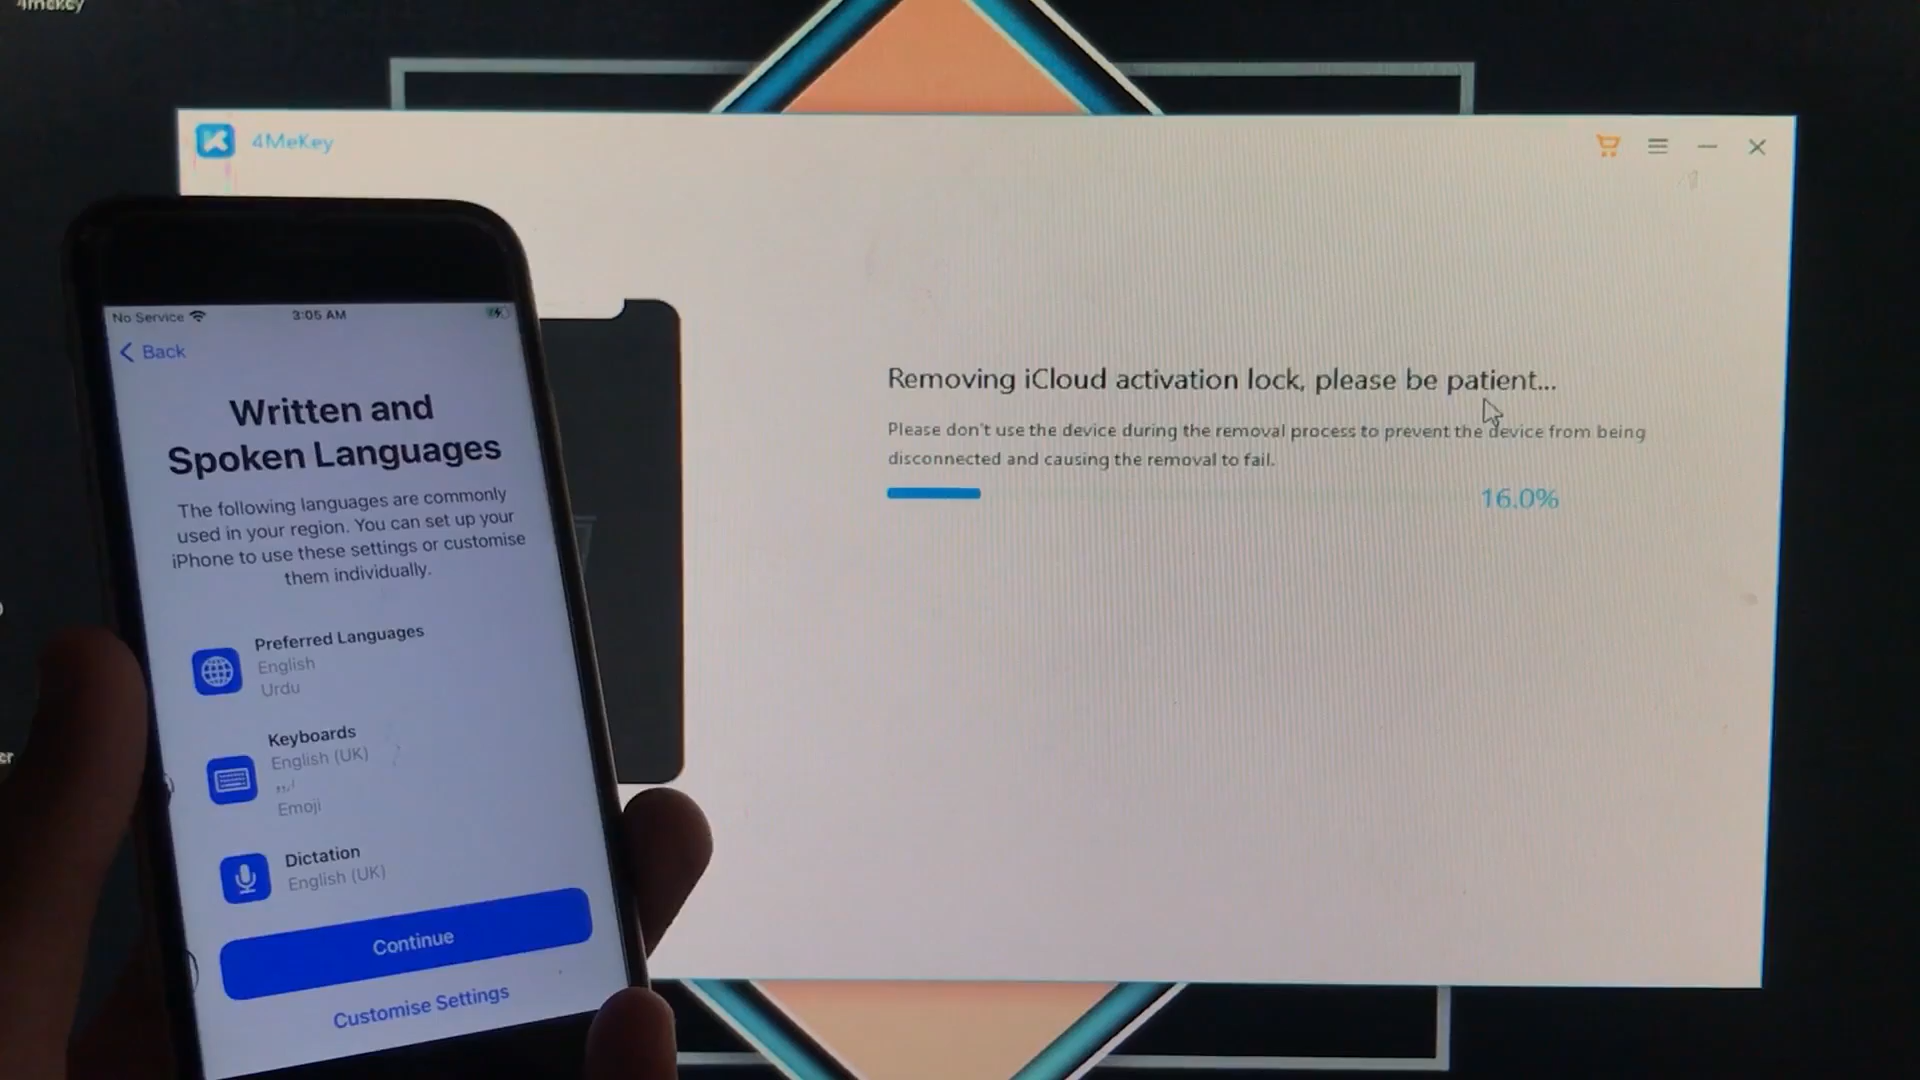 4mekey
4MeKey
Removing iCloud activation lock, please be patient...
Please don't use the device during the removal process to prevent the device from being
disconnected and causing the removal to fail.
16.0%
No Service
3:05 AM
Back
Written and
Spoken Languages
The following languages are commonly
used in your region. You can set up your
iPhone to use these settings or customise
them individually.
Preferred Languages
English
Urdu
Keyboards
English (UK)
Emoji
Dictation
English (UK)
Continue
Customise Settings